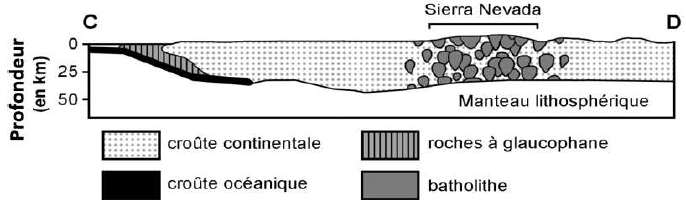 Sierra Nevada
C
D
0
25
50
Profondeur
(en km)
Manteau lithosphérique
croûte continentale
roches à glaucophane
croûte océanique
batholithe